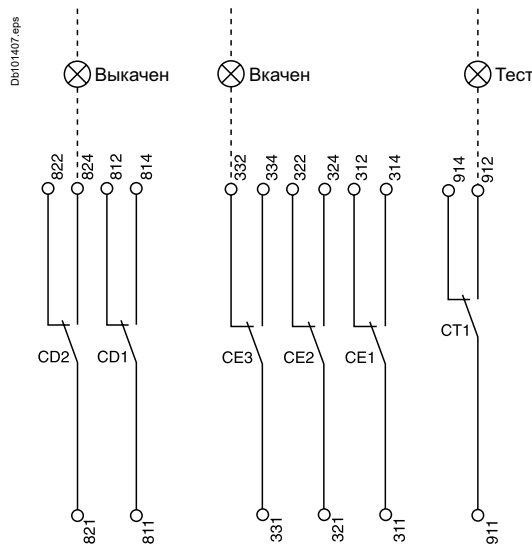 Db101407.eps
Выкачен Вкачен Тест
822 824 812 814 332 334 322 324 312 314 914 912
CD2 CD1 CE3 CE2 CE1 CT1
821 811 331 321 311 911